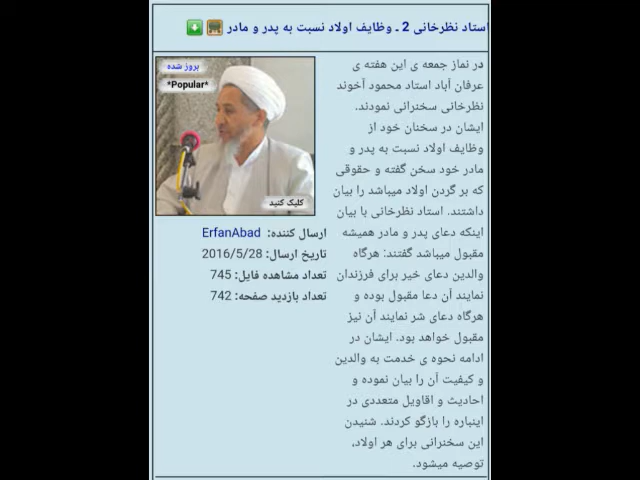 استاد نظرخانی 2 ـ وظایف اولاد نسبت به پدر و مادر
در نماز جمعه ی این هفته ی
عرفان آباد استاد محمود آخوند
نظرخانی سخنرانی نمودند.
ایشان در سخنان خود از
وظایف اولاد نسبت به پدر و
مادر خود سخن گفته و حقوقی
که بر گردن اولاد میباشد را بیان
داشتند. استاد نظرخانی با بیان
اینکه دعای پدر و مادر همیشه
مقبول میباشد گفتند: هرگاه
والدین دعای خیر برای فرزندان
نمایند آن دعا مقبول بوده و
هرگاه دعای شر نمایند آن نیز
مقبول خواهد بود. ایشان در
ادامه نحوه ی خدمت به والدین
و کیفیت آن را بیان نموده و
احادیث و اقاویل متعددی در
اینباره را بازگو کردند. شنیدن
این سخنرانی برای هر اولاد،
توصیه میشود.
بروز شده
*Popular*
کلیک کنید
ارسال کننده: ErfanAbad
تاریخ ارسال: 2016/5/28
تعداد مشاهده فایل: 745
تعداد بازدید صفحه: 742